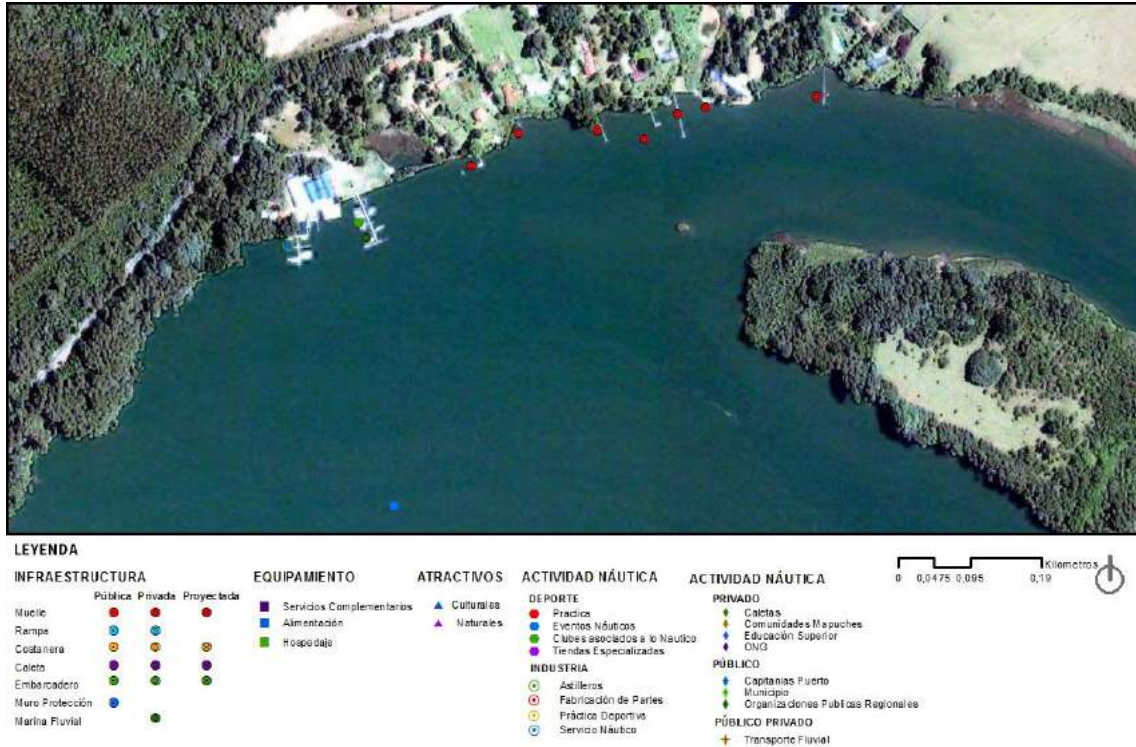 LEYENDA
INFRAESTRUCTURA
Pública Privada Proyectada
Muelle
Rampa
Costanera
Caleta
Embarcadero
Muro Protección
Marina Fluvial
EQUIPAMIENTO
Servicios Complementarios
Alimentación
Hospedaje
ATRACTIVOS
Culturales
Naturales
ACTIVIDAD NÁUTICA
DEPORTE
Practica
Eventos Náuticos
Clubes asociados a lo Nautico
Tiendas Especializadas
INDUSTRIA
Astilleros
Fabricación de Partes
Práctica Deportiva
Servicio Náutico
ACTIVIDAD NÁUTICA
PRIVADO
Caletas
Comunidades Mapuches
Educación Superior
ONG
PÚBLICO
Capitanias Puerto
Municipio
Organizaciones Publicas Regionales
PÚBLICO PRIVADO
Transporte Fluvial
Kilometros
0 0,0475 0,095 0,19